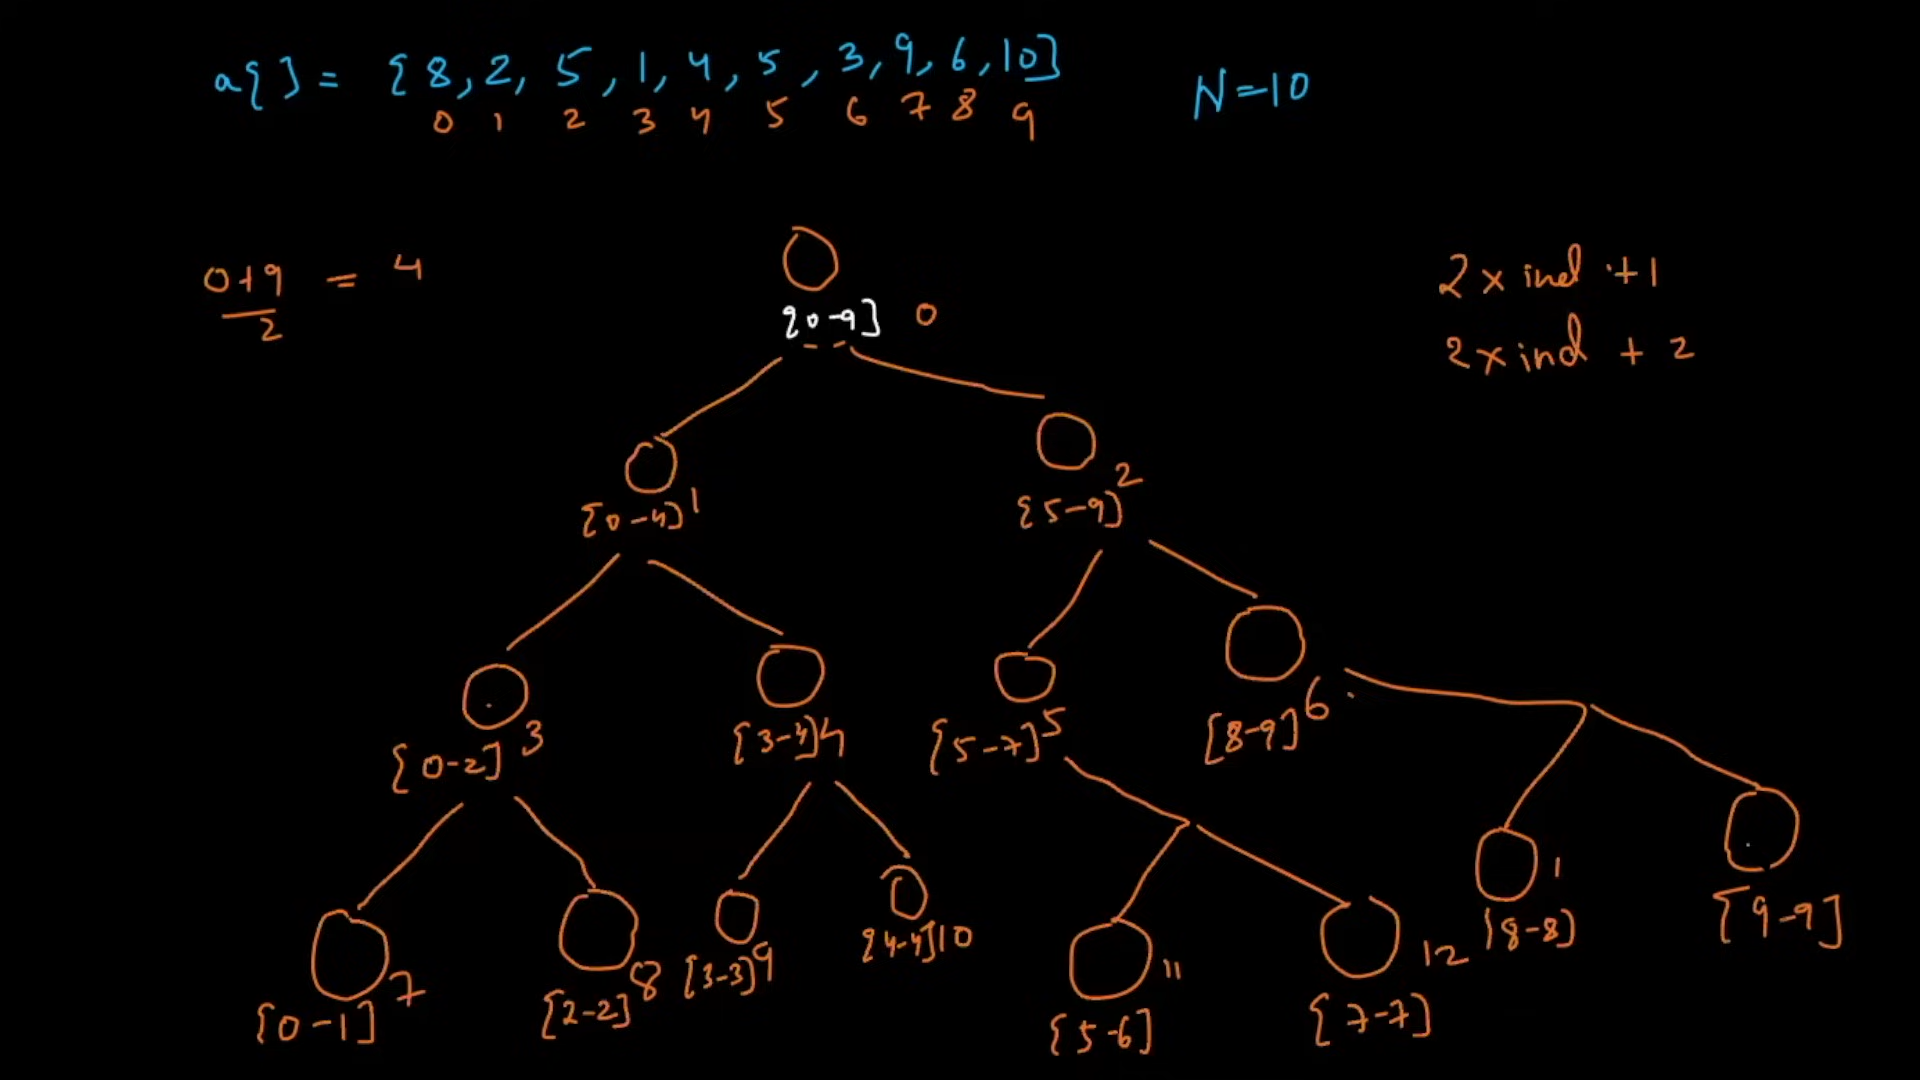 a[] = {8, 2, 5, 1, 4, 5, 3, 9, 6, 10}
N=10
0 1 2 3 4 5 6 7 8 9
0+9 = 4
2
2 x ind +1
2 x ind + 2
[0-9] 0
[0-4] 1
[5-9] 2
[0-2] 3
[3-4] 4
[5-7] 5
[8-9] 6
[0-1] 7
[2-2] 8
[3-3] 9
[4-4] 10
[5-6] 11
[7-7] 12
[8-8] 1
[9-9]